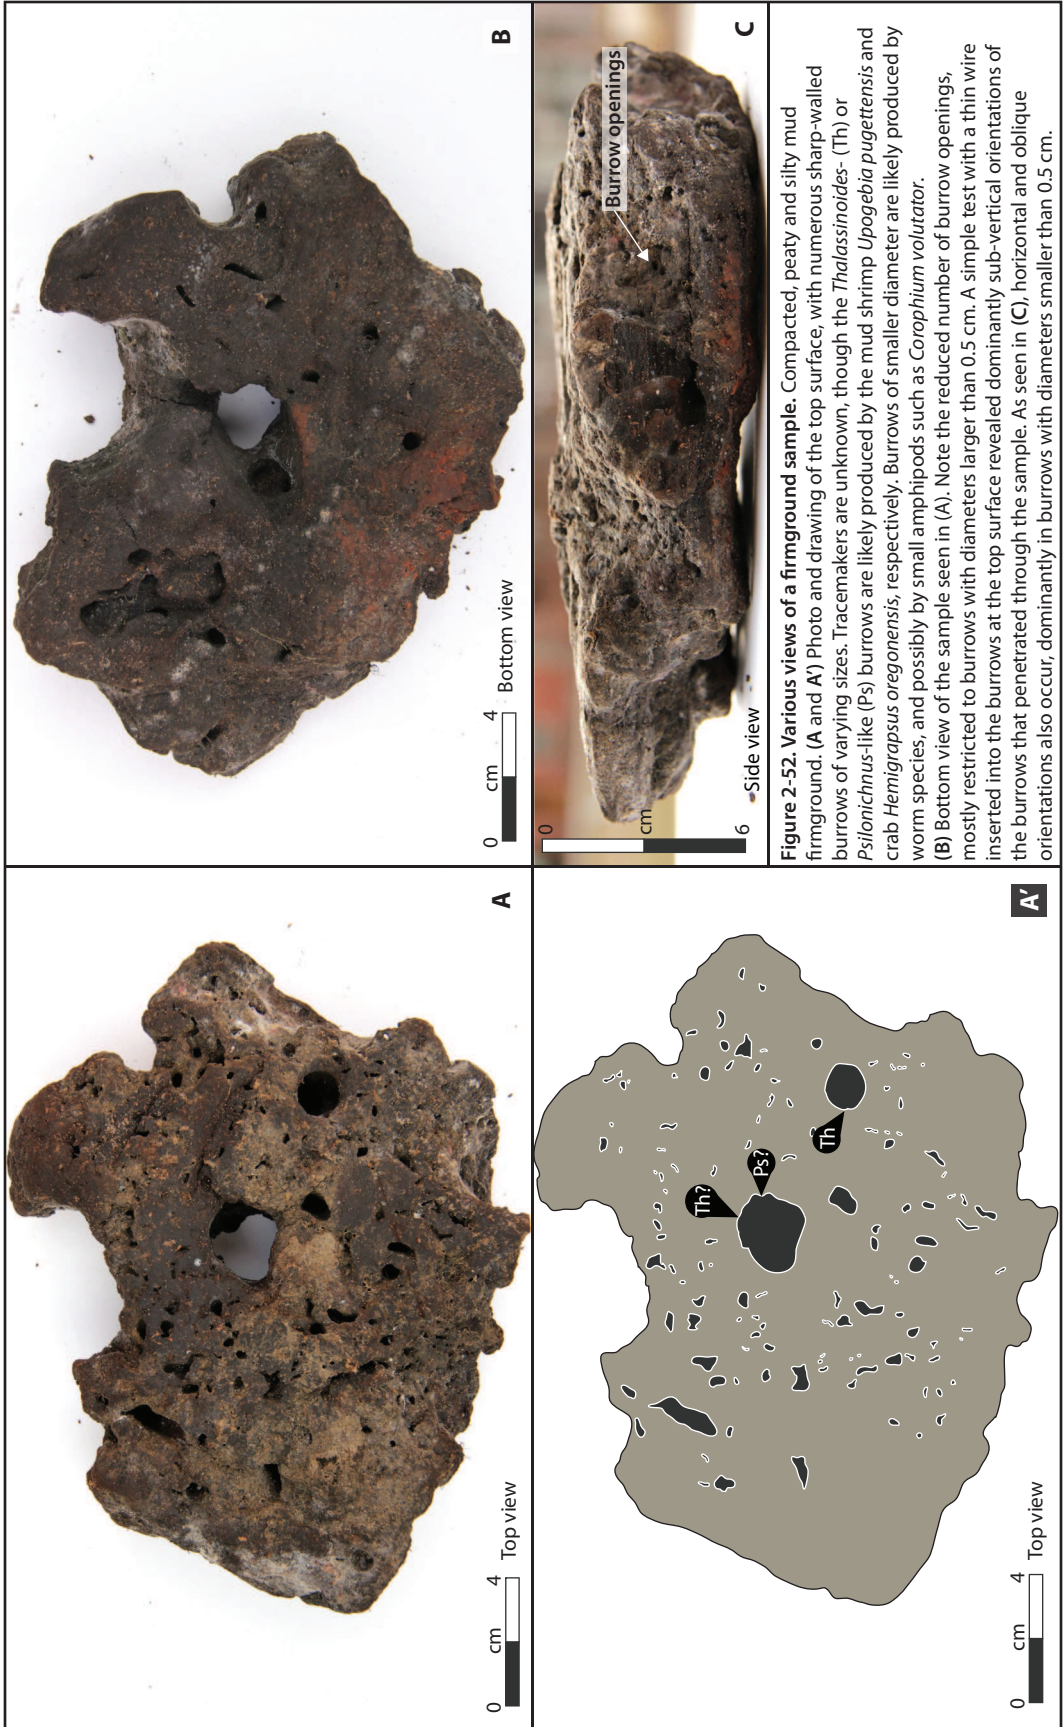 A
0 cm 4 Top view
B
0 cm 4 Bottom view
A′
Th?
Ps?
Th
0 cm 4 Top view
C
Burrow openings
0
cm
6
Side view
Figure 2-52. Various views of a firmground sample. Compacted, peaty and silty mud
firmground. (A and A′) Photo and drawing of the top surface, with numerous sharp-walled
burrows of varying sizes. Tracemakers are unknown, though the Thalassinoides- (Th) or
Psilonichnus-like (Ps) burrows are likely produced by the mud shrimp Upogebia pugettensis and
crab Hemigrapsus oregonensis, respectively. Burrows of smaller diameter are likely produced by
worm species, and possibly by small amphipods such as Corophium volutator.
(B) Bottom view of the sample seen in (A). Note the reduced number of burrow openings,
mostly restricted to burrows with diameters larger than 0.5 cm. A simple test with a thin wire
inserted into the burrows at the top surface revealed dominantly sub-vertical orientations of
the burrows that penetrated through the sample. As seen in (C), horizontal and oblique
orientations also occur, dominantly in burrows with diameters smaller than 0.5 cm.